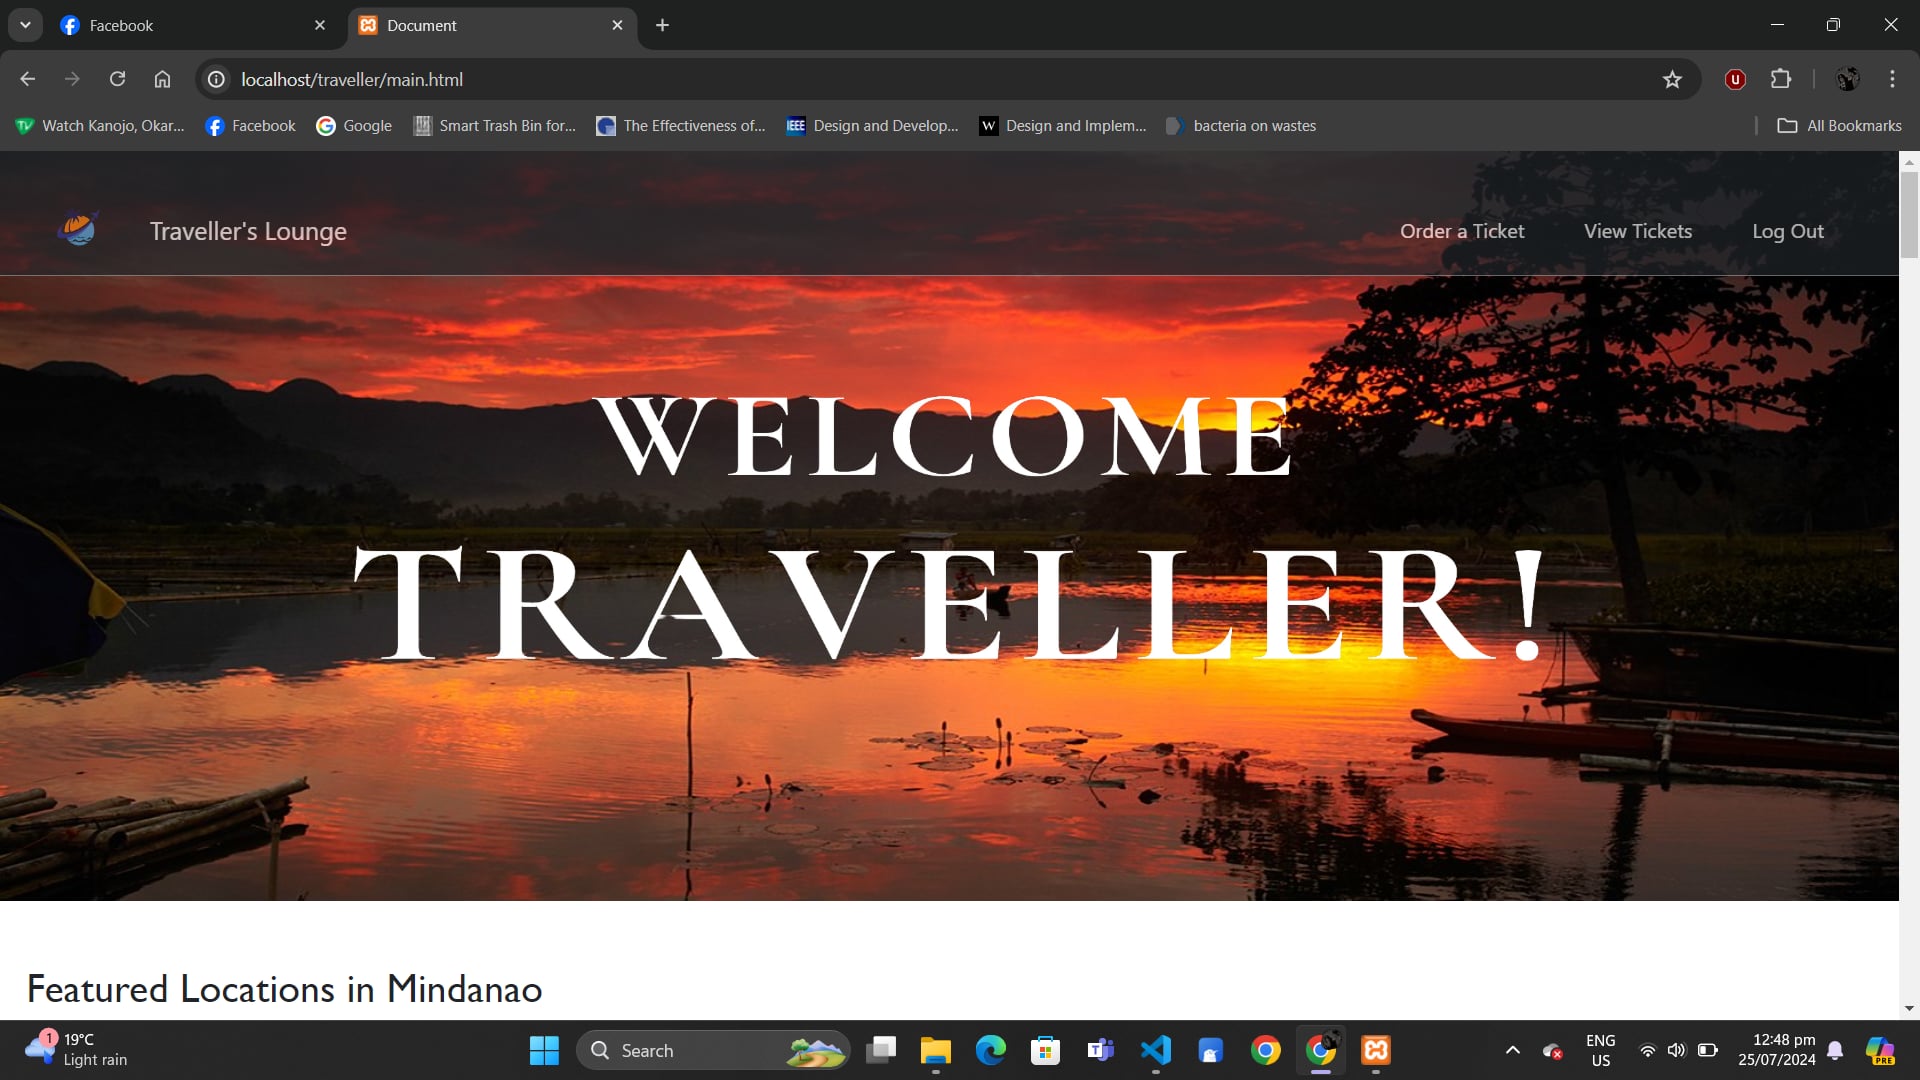 Facebook
Document
localhost/traveller/main.html
Watch Kanojo, Okar... Facebook Google Smart Trash Bin for... The Effectiveness of... Design and Develop... Design and Implem... bacteria on wastes All Bookmarks
Traveller's Lounge
Order a Ticket View Tickets Log Out
WELCOME
TRAVELLER!
Featured Locations in Mindanao
1
19°C
Light rain
Search
ENG
US
12:48 pm
25/07/2024
PRE